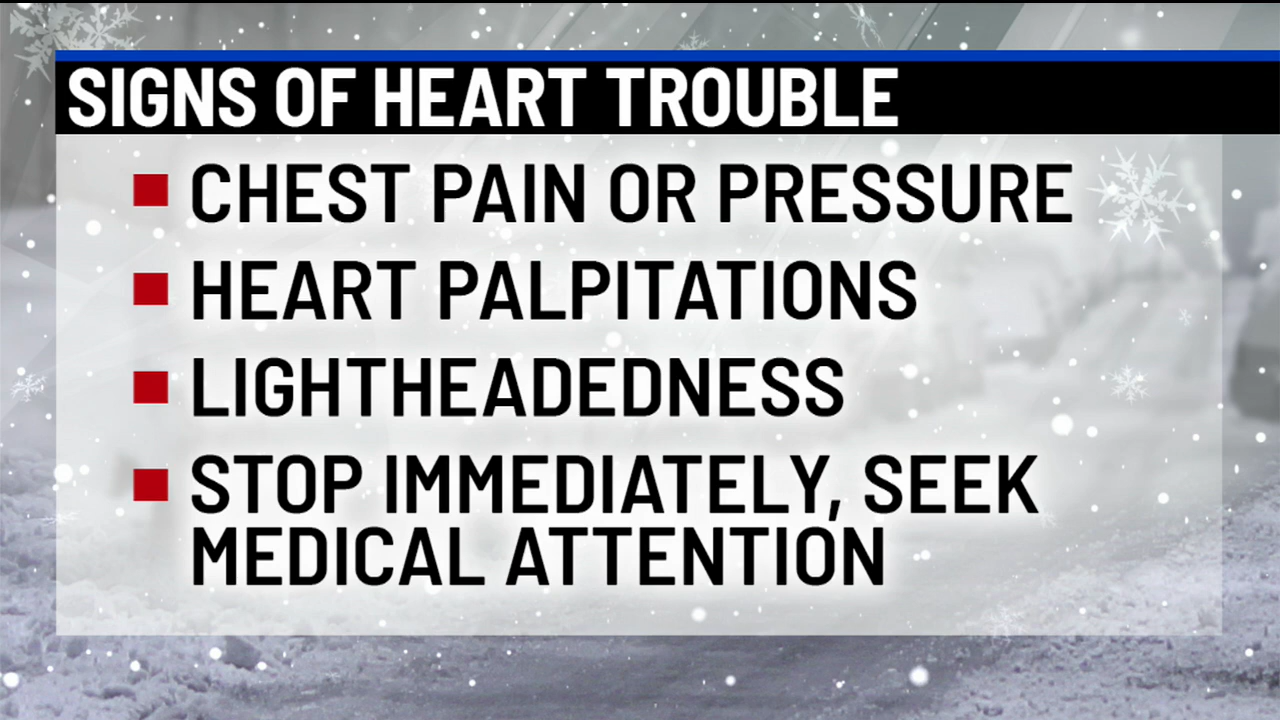 SIGNS OF HEART TROUBLE
CHEST PAIN OR PRESSURE
HEART PALPITATIONS
LIGHTHEADEDNESS
STOP IMMEDIATELY, SEEK
MEDICAL ATTENTION